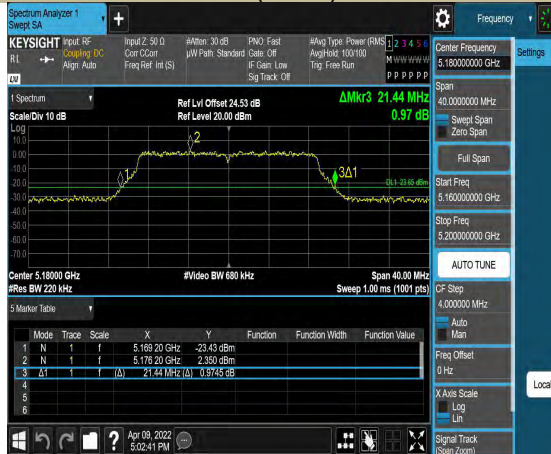 Spectrum Analyzer 1
Swept SA
+
Frequency
KEYSIGHT
Input: RF
Coupling: DC
Align: Auto
Input Z: 50 Ω
Corr CCorr
Freq Ref: Int (S)
#Atten: 30 dB
µW Path: Standard
PNO: Fast
Gate: Off
IF Gain: Low
Sig Track: Off
#Avg Type: Power (RMS
Avg|Hold: 100/100
Trig: Free Run
1 2 3 4 5 6
M W W W W W
P P P P P P
RL
LXI
1 Spectrum
Scale/Div 10 dB
Log
Ref Lvl Offset 24.53 dB
Ref Level 20.00 dBm
ΔMkr3 21.44 MHz
0.97 dB
10.0
0.00
-10.0
-20.0
-30.0
-40.0
-50.0
-60.0
-70.0
1
2
3Δ1
DL1 -23.65 dBm
Center 5.18000 GHz
#Res BW 220 kHz
#Video BW 680 kHz
Span 40.00 MHz
Sweep 1.00 ms (1001 pts)
5 Marker Table
Mode Trace Scale X Y Function Function Width Function Value
1 N 1 f 5.169 20 GHz -23.43 dBm
2 N 1 f 5.176 20 GHz 2.350 dBm
3 Δ1 1 f (Δ) 21.44 MHz (Δ) 0.9745 dB
4
5
6
?
Apr 09, 2022
5:02:41 PM
Center Frequency
5.180000000 GHz
Settings
Span
40.0000000 MHz
Swept Span
Zero Span
Full Span
Start Freq
5.160000000 GHz
Stop Freq
5.200000000 GHz
AUTO TUNE
CF Step
4.000000 MHz
Auto
Man
Freq Offset
0 Hz
X Axis Scale
Log
Lin
Local
Signal Track
(Span Zoom)